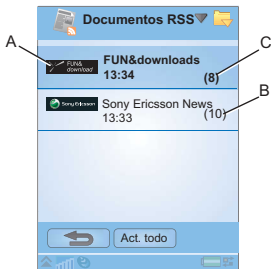 Documentos RSS
A
C
FUN&
download
FUN&downloads
13:34
(8)
Sony Ericsson
Sony Ericsson News
13:33
(10)
B
Act. todo